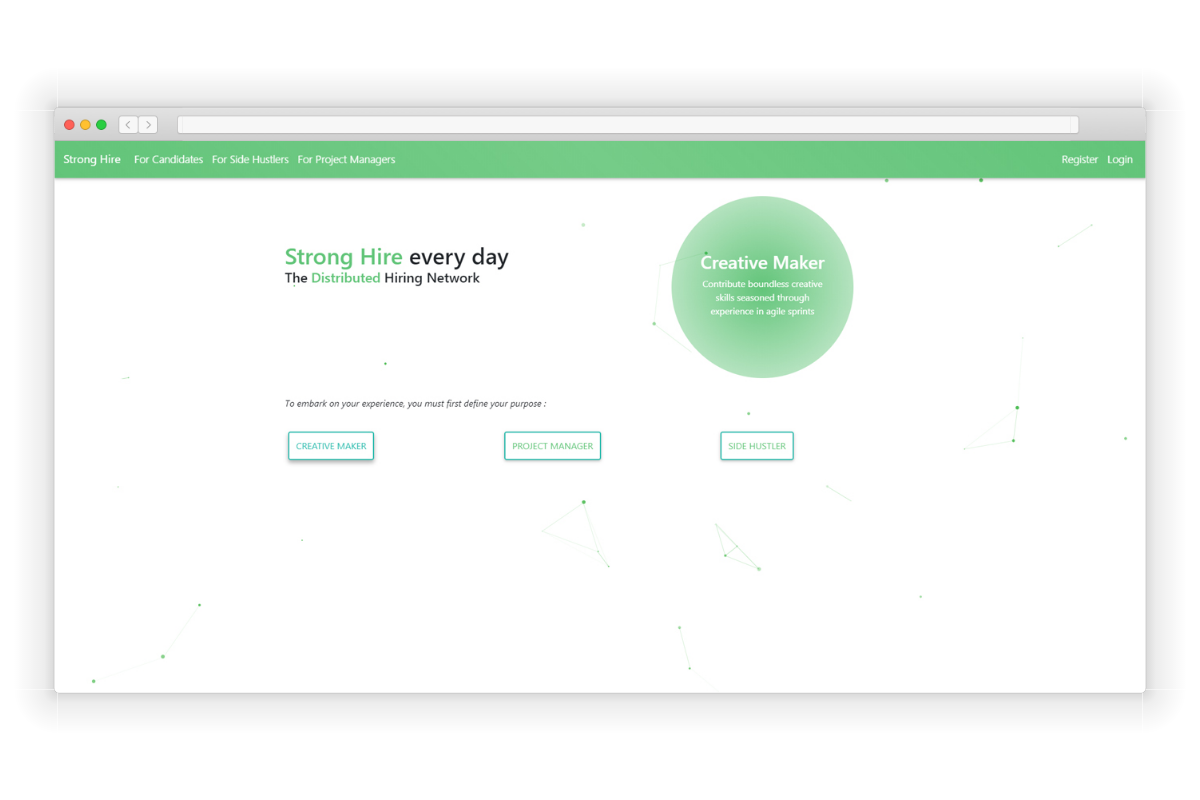 Strong Hire For Candidates For Side Hustlers For Project Managers Register Login
Strong Hire every day
The Distributed Hiring Network
Creative Maker
Contribute boundless creative
skills seasoned through
experience in agile sprints
To embark on your experience, you must first define your purpose :
CREATIVE MAKER PROJECT MANAGER SIDE HUSTLER